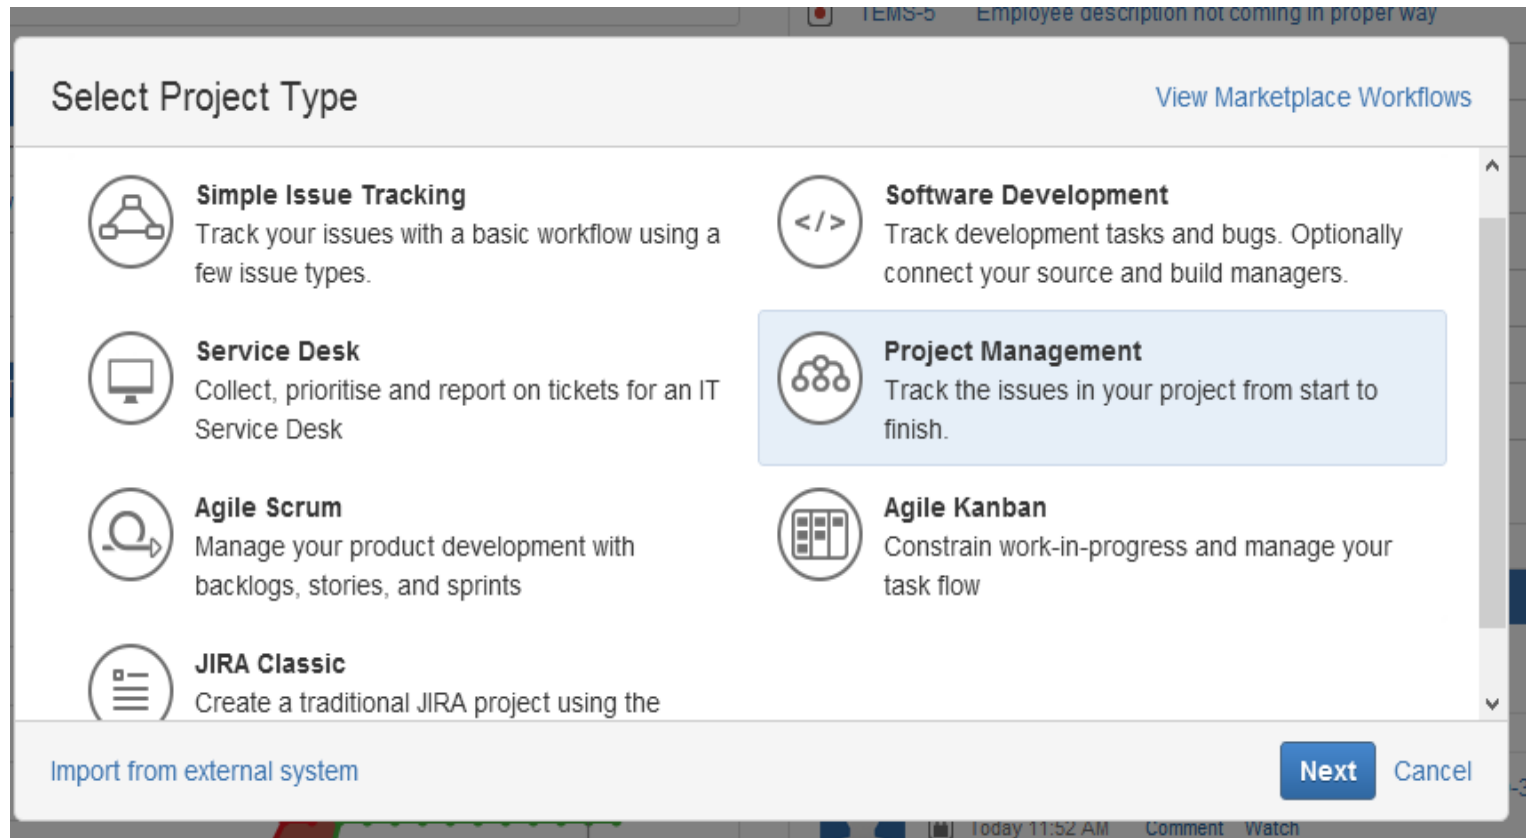 TEMS-5 Employee description not coming in proper way
Select Project Type
View Marketplace Workflows
Simple Issue Tracking
Track your issues with a basic workflow using a
few issue types.
</>
Software Development
Track development tasks and bugs. Optionally
connect your source and build managers.
Service Desk
Collect, prioritise and report on tickets for an IT
Service Desk
Project Management
Track the issues in your project from start to
finish.
Agile Scrum
Manage your product development with
backlogs, stories, and sprints
Agile Kanban
Constrain work-in-progress and manage your
task flow
JIRA Classic
Create a traditional JIRA project using the
Import from external system
Next
Cancel
-3
Today 11:52 AM Comment Watch